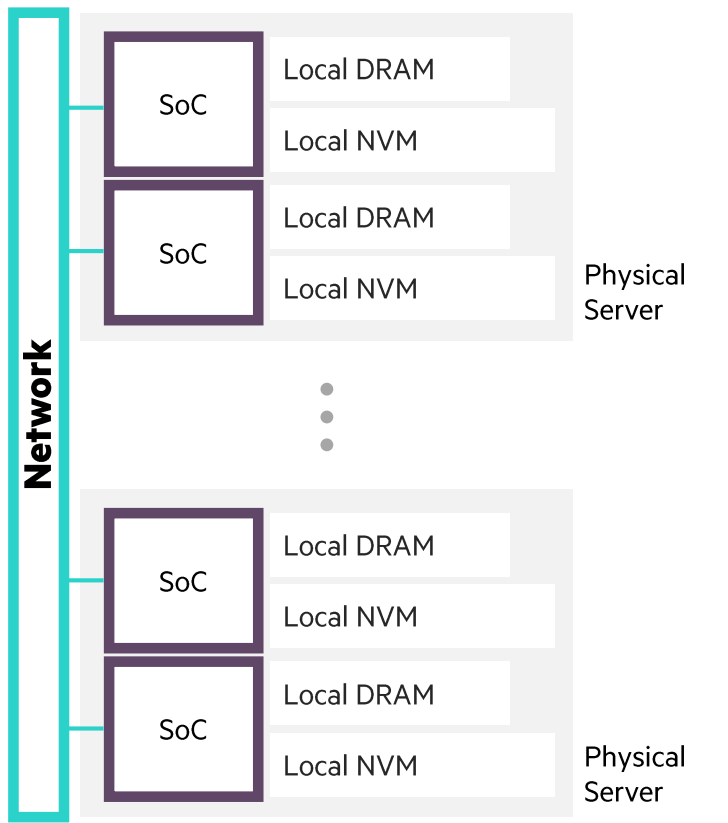 Network
SoC
Local DRAM
Local NVM
SoC
Local DRAM
Local NVM
Physical
Server
SoC
Local DRAM
Local NVM
SoC
Local DRAM
Local NVM
Physical
Server